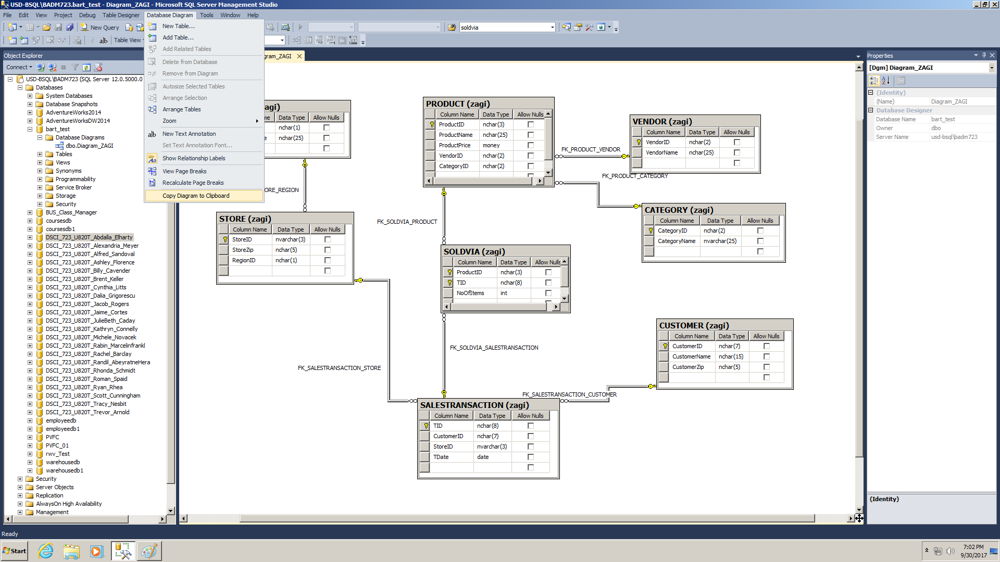 USD-BSQL\BADM723.bart_test - Diagram_ZAGI - Microsoft SQL Server Management Studio
File Edit View Project Debug Table Designer Database Diagram Tools Window Help
New Query
soldvia
Table View
New Table...
Add Table...
Add Related Tables
Delete from Database
Remove from Diagram
Autosize Selected Tables
Arrange Selection
Arrange Tables
Zoom
New Text Annotation
Set Text Annotation Font...
Show Relationship Labels
View Page Breaks
Recalculate Page Breaks
Copy Diagram to Clipboard
Object Explorer
Connect
USD-BSQL\BADM723 (SQL Server 12.0.5000.0
Databases
System Databases
Database Snapshots
AdventureWorks2014
AdventureWorksDW2014
bart_test
Database Diagrams
dbo.Diagram_ZAGI
Tables
Views
Synonyms
Programmability
Service Broker
Storage
Security
BUS_Class_Manager
coursesdb
coursesdb1
DSCI_723_U820T_Abdalla_Elharty
DSCI_723_U820T_Alexandria_Meyer
DSCI_723_U820T_Alfred_Sandoval
DSCI_723_U820T_Ashley_Florence
DSCI_723_U820T_Billy_Cavender
DSCI_723_U820T_Brent_Keller
DSCI_723_U820T_Cynthia_Litts
DSCI_723_U820T_Dalia_Grigorescu
DSCI_723_U820T_Jacob_Rogers
DSCI_723_U820T_Jaime_Cortes
DSCI_723_U820T_JulieBeth_Caday
DSCI_723_U820T_Kathryn_Connelly
DSCI_723_U820T_Michele_Novacek
DSCI_723_U820T_Rabin_Marcelinfrankl
DSCI_723_U820T_Rachel_Barclay
DSCI_723_U820T_Randil_AbeyratneHera
DSCI_723_U820T_Rhonda_Schmidt
DSCI_723_U820T_Roman_Spaid
DSCI_723_U820T_Ryan_Rhea
DSCI_723_U820T_Scott_Cunningham
DSCI_723_U820T_Tracy_Nesbit
DSCI_723_U820T_Trevor_Arnold
employeedb
employeedb1
PVFC
PVFC_01
rwv_Test
warehousedb
warehousedb1
Security
Server Objects
Replication
AlwaysOn High Availability
Management
gram_ZAGI
agi)
me Data Type Allow Nulls
nchar(1)
e nchar(25)
ORE_REGION
STORE (zagi)
Column Name Data Type Allow Nulls
StoreID nvarchar(3)
StoreZip nchar(5)
RegionID nchar(1)
PRODUCT (zagi)
Column Name Data Type Allow Nulls
ProductID nchar(3)
ProductName nchar(25)
ProductPrice money
VendorID nchar(2)
CategoryID nchar(2)
FK_PRODUCT_VENDOR
VENDOR (zagi)
Column Name Data Type Allow Nulls
VendorID nchar(2)
VendorName nchar(25)
FK_PRODUCT_CATEGORY
CATEGORY (zagi)
Column Name Data Type Allow Nulls
CategoryID nchar(2)
CategoryName nvarchar(25)
FK_SOLDVIA_PRODUCT
SOLDVIA (zagi)
Column Name Data Type Allow Nulls
ProductID nchar(3)
TID nchar(8)
NoOfItems int
FK_SOLDVIA_SALESTRANSACTION
FK_SALESTRANSACTION_STORE
CUSTOMER (zagi)
Column Name Data Type Allow Nulls
CustomerID nchar(7)
CustomerName nchar(15)
CustomerZip nchar(5)
FK_SALESTRANSACTION_CUSTOMER
SALESTRANSACTION (zagi)
Column Name Data Type Allow Nulls
TID nchar(8)
CustomerID nchar(7)
StoreID nvarchar(3)
TDate date
Properties
[Dgm] Diagram_ZAGI
(Identity)
(Name) Diagram_ZAGI
Database Designer
Database Name bart_test
Owner dbo
Server Name usd-bsql\badm723
(Identity)
Ready
Start
7:02 PM
9/30/2017